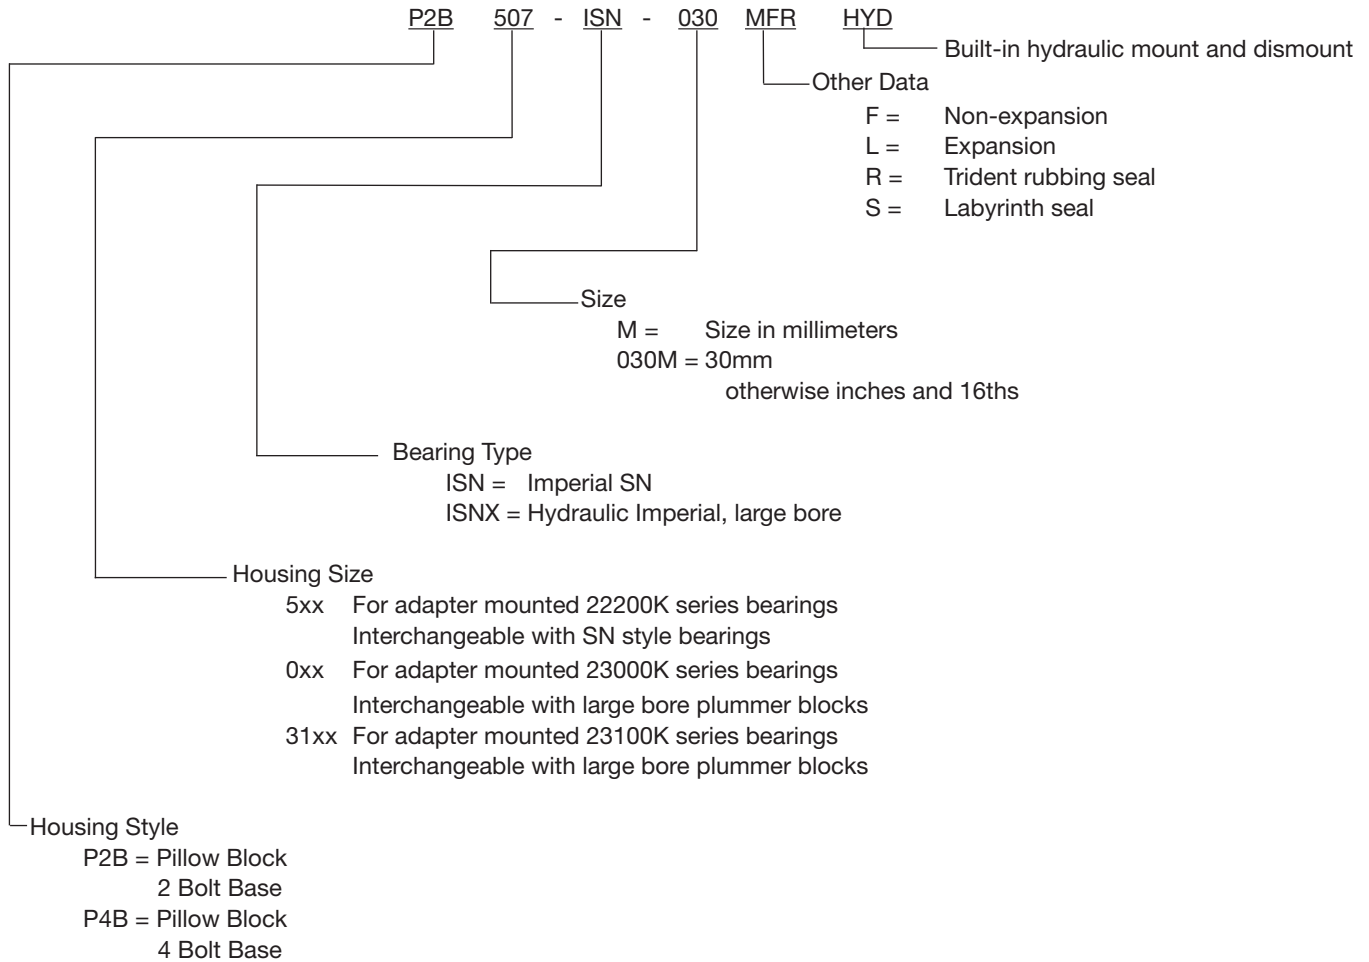 P2B 507 - ISN - 030 MFR HYD
Built-in hydraulic mount and dismount
Other Data
F = Non-expansion
L = Expansion
R = Trident rubbing seal
S = Labyrinth seal
Size
M = Size in millimeters
030M = 30mm
otherwise inches and 16ths
Bearing Type
ISN = Imperial SN
ISNX = Hydraulic Imperial, large bore
Housing Size
5xx For adapter mounted 22200K series bearings
Interchangeable with SN style bearings
0xx For adapter mounted 23000K series bearings
Interchangeable with large bore plummer blocks
31xx For adapter mounted 23100K series bearings
Interchangeable with large bore plummer blocks
Housing Style
P2B = Pillow Block
2 Bolt Base
P4B = Pillow Block
4 Bolt Base